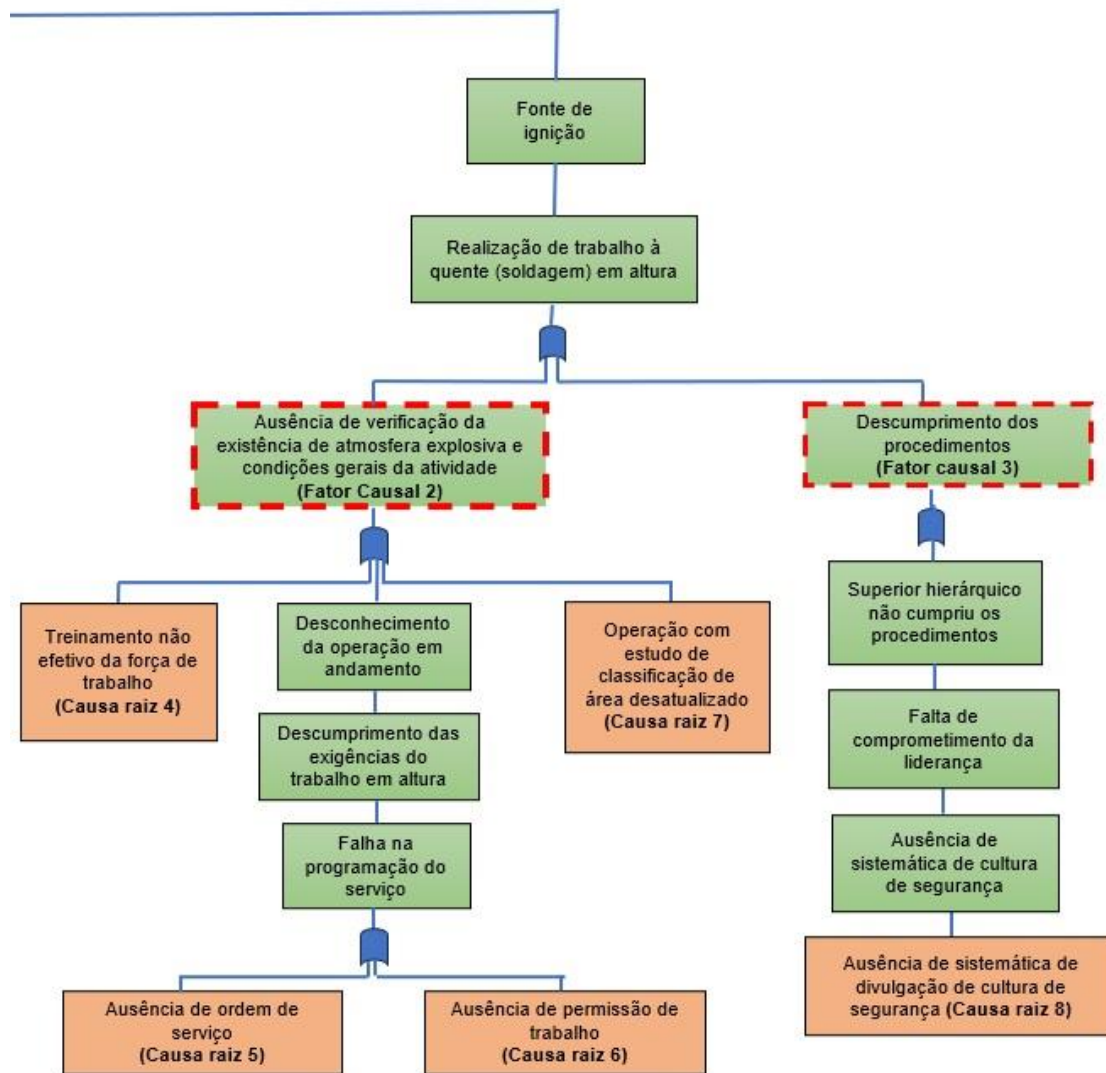 Fonte de
ignição
Realização de trabalho à
quente (soldagem) em altura
Ausência de verificação da
existência de atmosfera explosiva e
condições gerais da atividade
(Fator Causal 2)
Descumprimento dos
procedimentos
(Fator causal 3)
Treinamento não
efetivo da força de
trabalho
(Causa raiz 4)
Desconhecimento
da operação em
andamento
Operação com
estudo de
classificação de
área desatualizado
(Causa raiz 7)
Superior hierárquico
não cumpriu os
procedimentos
Descumprimento das
exigências do
trabalho em altura
Falta de
comprometimento da
liderança
Falha na
programação do
serviço
Ausência de
sistemática de cultura
de segurança
Ausência de ordem de
serviço
(Causa raiz 5)
Ausência de permissão de
trabalho
(Causa raiz 6)
Ausência de sistemática de
divulgação de cultura de
segurança (Causa raiz 8)